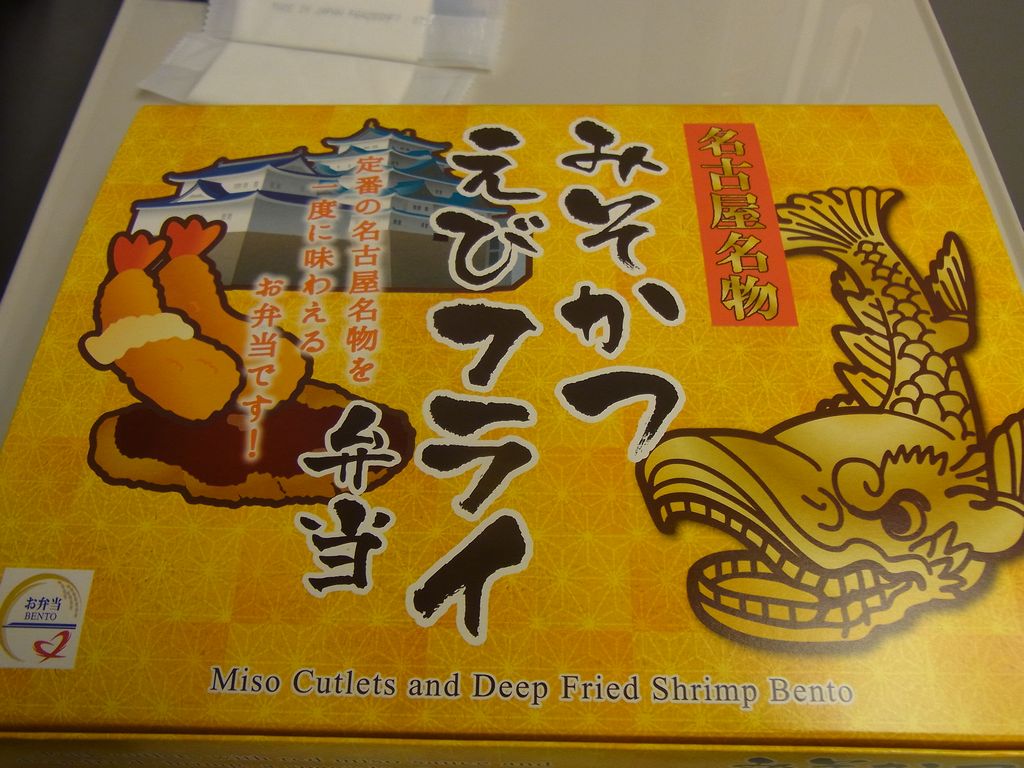 名古屋名物
みそかつ
えびフライ
弁当
定番の名古屋名物を
一度に味わえる
お弁当です！
お弁当
BENTO
Miso Cutlets and Deep Fried Shrimp Bento